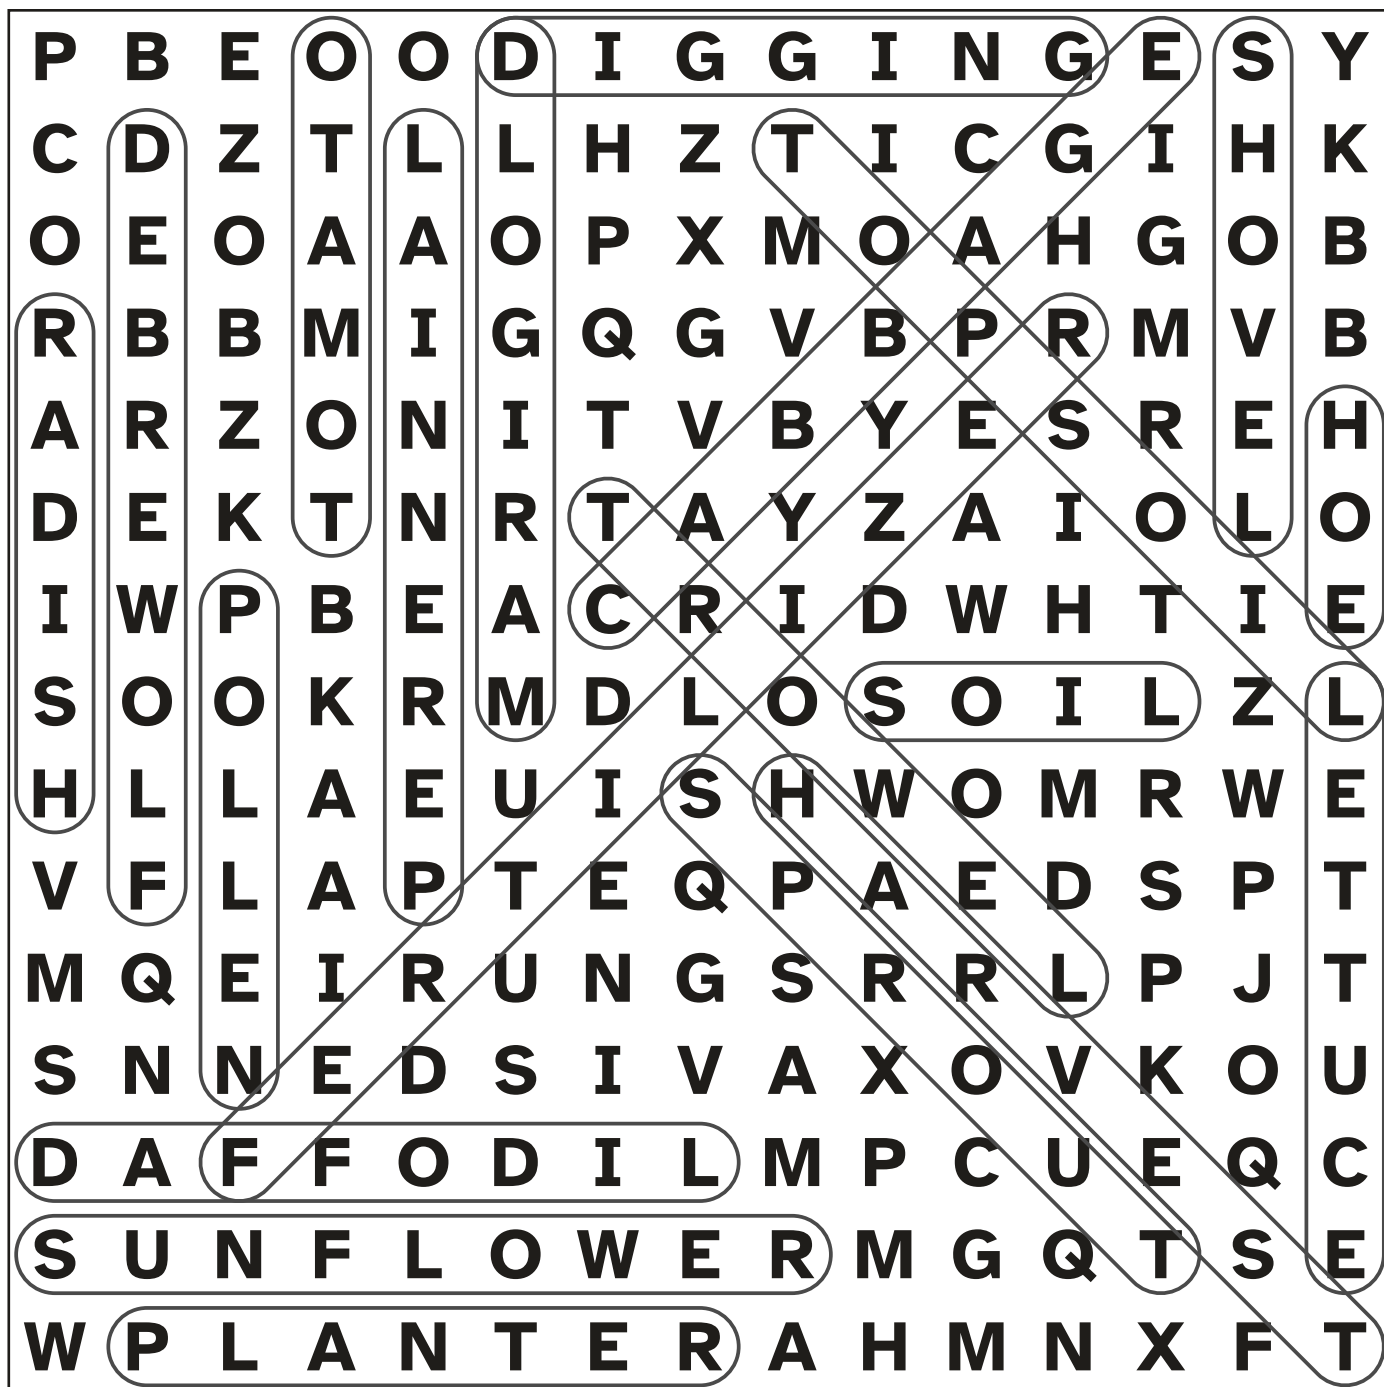 P B E O O D I G G I N G E S Y
C D Z T L L H Z T I C G I H K
O E O A A O P X M O A H G O B
R B B M I G Q G V B P R M V B
A R Z O N I T V B Y E S R E H
D E K T N R T A Y Z A I O L O
I W P B E A C R I D W H T I E
S O O K R M D L O S O I L Z L
H L L A E U I S H W O M R W E
V F L A P T E Q P A E D S P T
M Q E I R U N G S R R L P J T
S N N E D S I V A X O V K O U
D A F F O D I L M P C U E Q C
S U N F L O W E R M G Q T S E
W P L A N T E R A H M N X F T